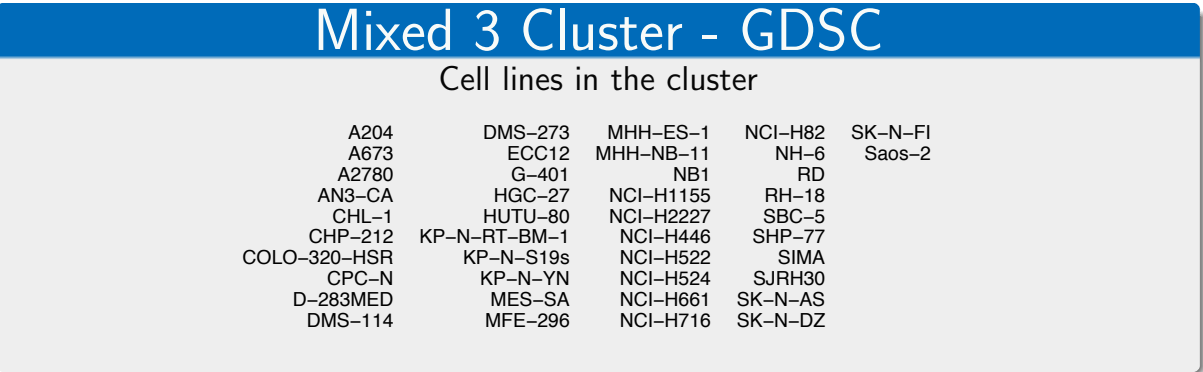 Mixed 3 Cluster - GDSC
Cell lines in the cluster
A204 DMS−273 MHH−ES−1 NCI−H82 SK−N−FI
A673 ECC12 MHH−NB−11 NH−6 Saos−2
A2780 G−401 NB1 RD
AN3−CA HGC−27 NCI−H1155 RH−18
CHL−1 HUTU−80 NCI−H2227 SBC−5
CHP−212 KP−N−RT−BM−1 NCI−H446 SHP−77
COLO−320−HSR KP−N−S19s NCI−H522 SIMA
CPC−N KP−N−YN NCI−H524 SJRH30
D−283MED MES−SA NCI−H661 SK−N−AS
DMS−114 MFE−296 NCI−H716 SK−N−DZ